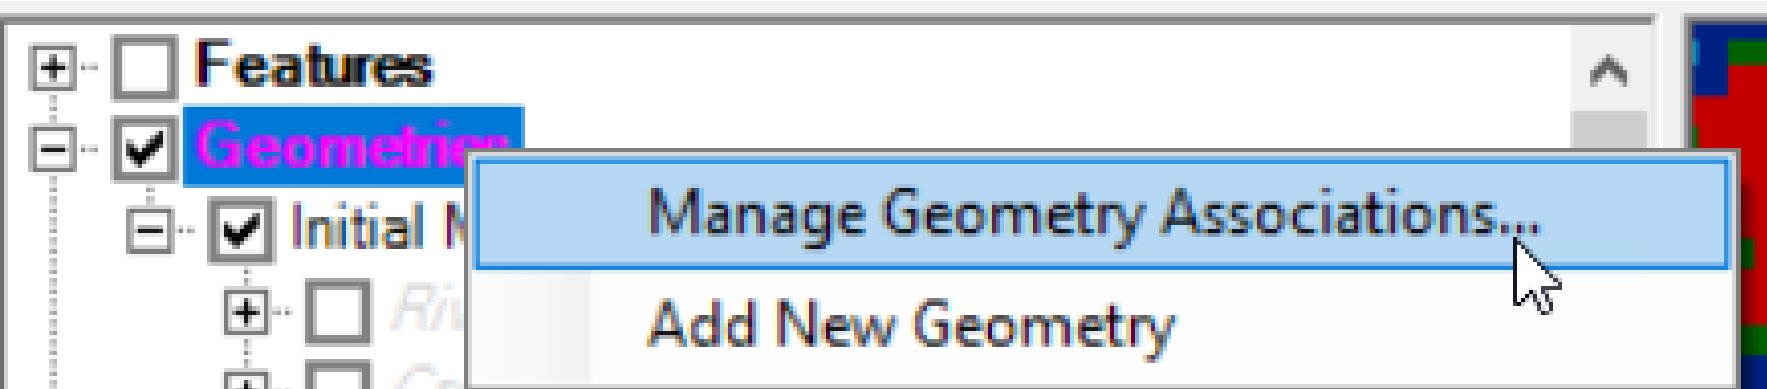 Features
Geometries
Manage Geometry Associations...
Initial
Add New Geometry